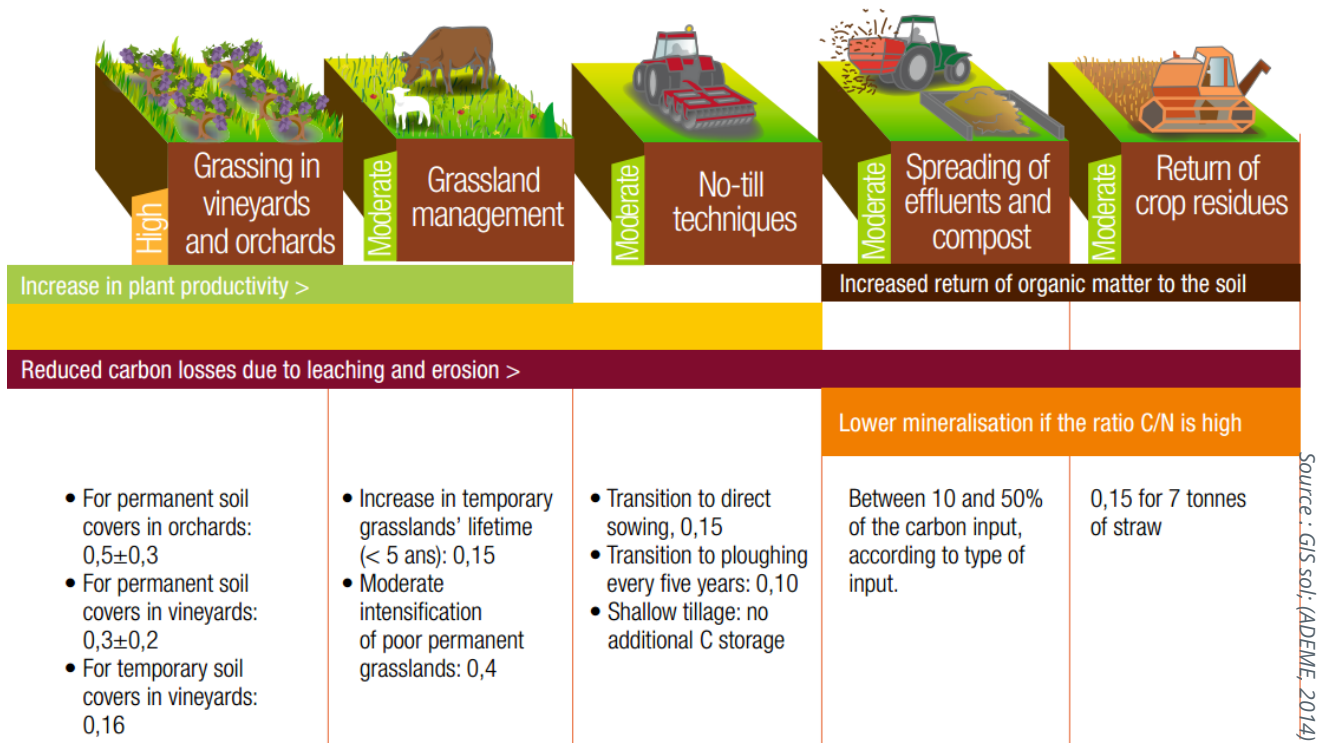 Grassing in
vineyards
and orchards
High
Grassland
management
Moderate
No-till
techniques
Moderate
Spreading of
effluents and
compost
Moderate
Return of
crop residues
Moderate
Increase in plant productivity >
Increased return of organic matter to the soil
Reduced carbon losses due to leaching and erosion >
Lower mineralisation if the ratio C/N is high
• For permanent soil
covers in orchards:
0,5±0,3
• For permanent soil
covers in vineyards:
0,3±0,2
• For temporary soil
covers in vineyards:
0,16
• Increase in temporary
grasslands’ lifetime
(< 5 ans): 0,15
• Moderate
intensification
of poor permanent
grasslands: 0,4
• Transition to direct
sowing, 0,15
• Transition to ploughing
every five years: 0,10
• Shallow tillage: no
additional C storage
Between 10 and 50%
of the carbon input,
according to type of
input.
0,15 for 7 tonnes
of straw
Source : GIS sol; (ADEME, 2014)